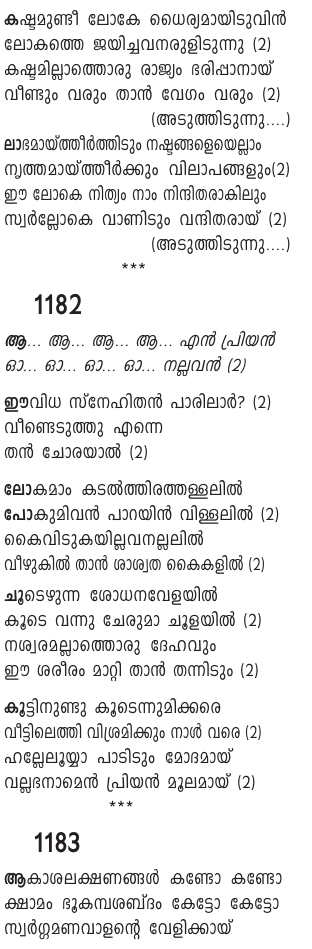 കഷ്ടമുണ്ടീ ലോകേ ധൈര്യമായിടുവിൻ
ലോകത്തെ ജയിച്ചവനരുളിടുന്നു (2)
കഷ്ടമില്ലാത്തൊരു രാജ്യം ഭരിപ്പാനായ്
വീണ്ടും വരും താൻ വേഗം വരും (2)
(അടുത്തിടുന്നു....)
ലാഭമായ്ത്തീർത്തിടും നഷ്ടങ്ങളെയെല്ലാം
നൃത്തമായ്ത്തീർക്കും വിലാപങ്ങളും(2)
ഈ ലോകെ നിത്യം നാം നിന്ദിതരാകിലും
സ്വർല്ലോകെ വാണിടും വന്ദിതരായ് (2)
(അടുത്തിടുന്നു....)
***
1182
ആ... ആ... ആ... ആ... എൻ പ്രിയൻ
ഓ... ഓ... ഓ... ഓ... നല്ലവൻ (2)
ഈവിധ സ്നേഹിതൻ പാരിലാർ? (2)
വീണ്ടെടുത്തു എന്നെ
തൻ ചോരയാൽ (2)
ലോകമാം കടൽത്തിരത്തള്ളലിൽ
പോകുമിവൻ പാറയിൻ വിള്ളലിൽ (2)
കൈവിടുകയില്ലവനല്ലലിൽ
വീഴുകിൽ താൻ ശാശ്വത കൈകളിൽ (2)
ചൂടെഴുന്ന ശോധനവേളയിൽ
കൂടെ വന്നു ചേരുമാ ചൂളയിൽ (2)
നശ്വരമല്ലാത്തൊരു ദേഹവും
ഈ ശരീരം മാറ്റി താൻ തന്നിടും (2)
കൂട്ടിനുണ്ടു കൂടെന്നുമിക്കരെ
വീട്ടിലെത്തി വിശ്രമിക്കും നാൾ വരെ (2)
ഹല്ലേലൂയ്യാ പാടിടും മോദമായ്
വല്ലഭനാമെൻ പ്രിയൻ മൂലമായ് (2)
***
1183
ആകാശലക്ഷണങ്ങൾ കണ്ടോ കണ്ടോ
ക്ഷാമം ഭൂകമ്പശബ്ദം കേട്ടോ കേട്ടോ
സ്വർഗ്ഗമണവാളന്റെ വേളിക്കായ്